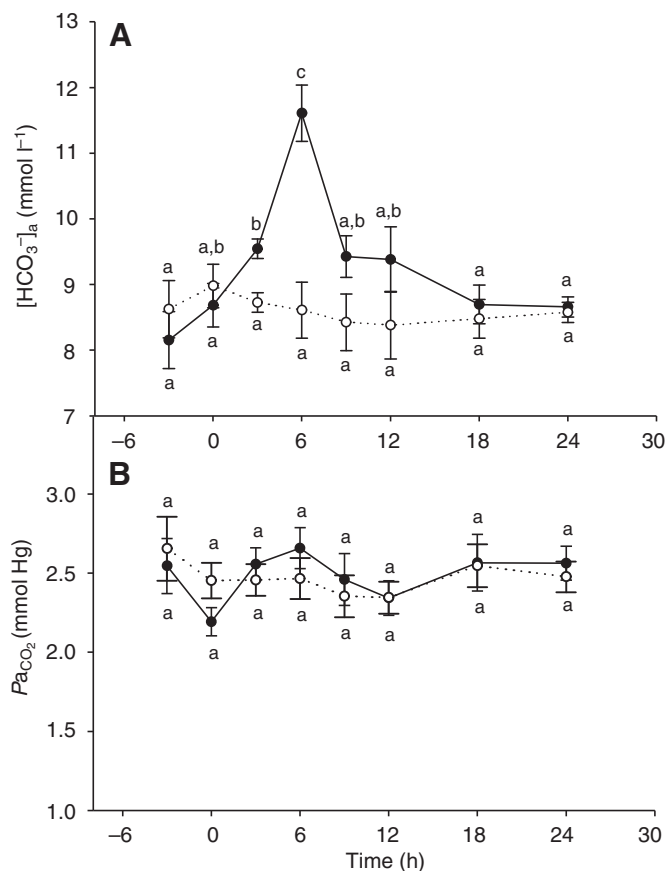 A
13
12
11
10
9
8
7
[HCO₃⁻]ₐ (mmol l⁻¹)
c
b
a,b a,b
a,b
a
a a
a a a a
a a a a
–6 0 6 12 18 24 30
B
3.0
2.5
2.0
1.5
1.0
PaCO₂ (mmol Hg)
a a a a a a a a
a a a a a a a a
–6 0 6 12 18 24 30
Time (h)